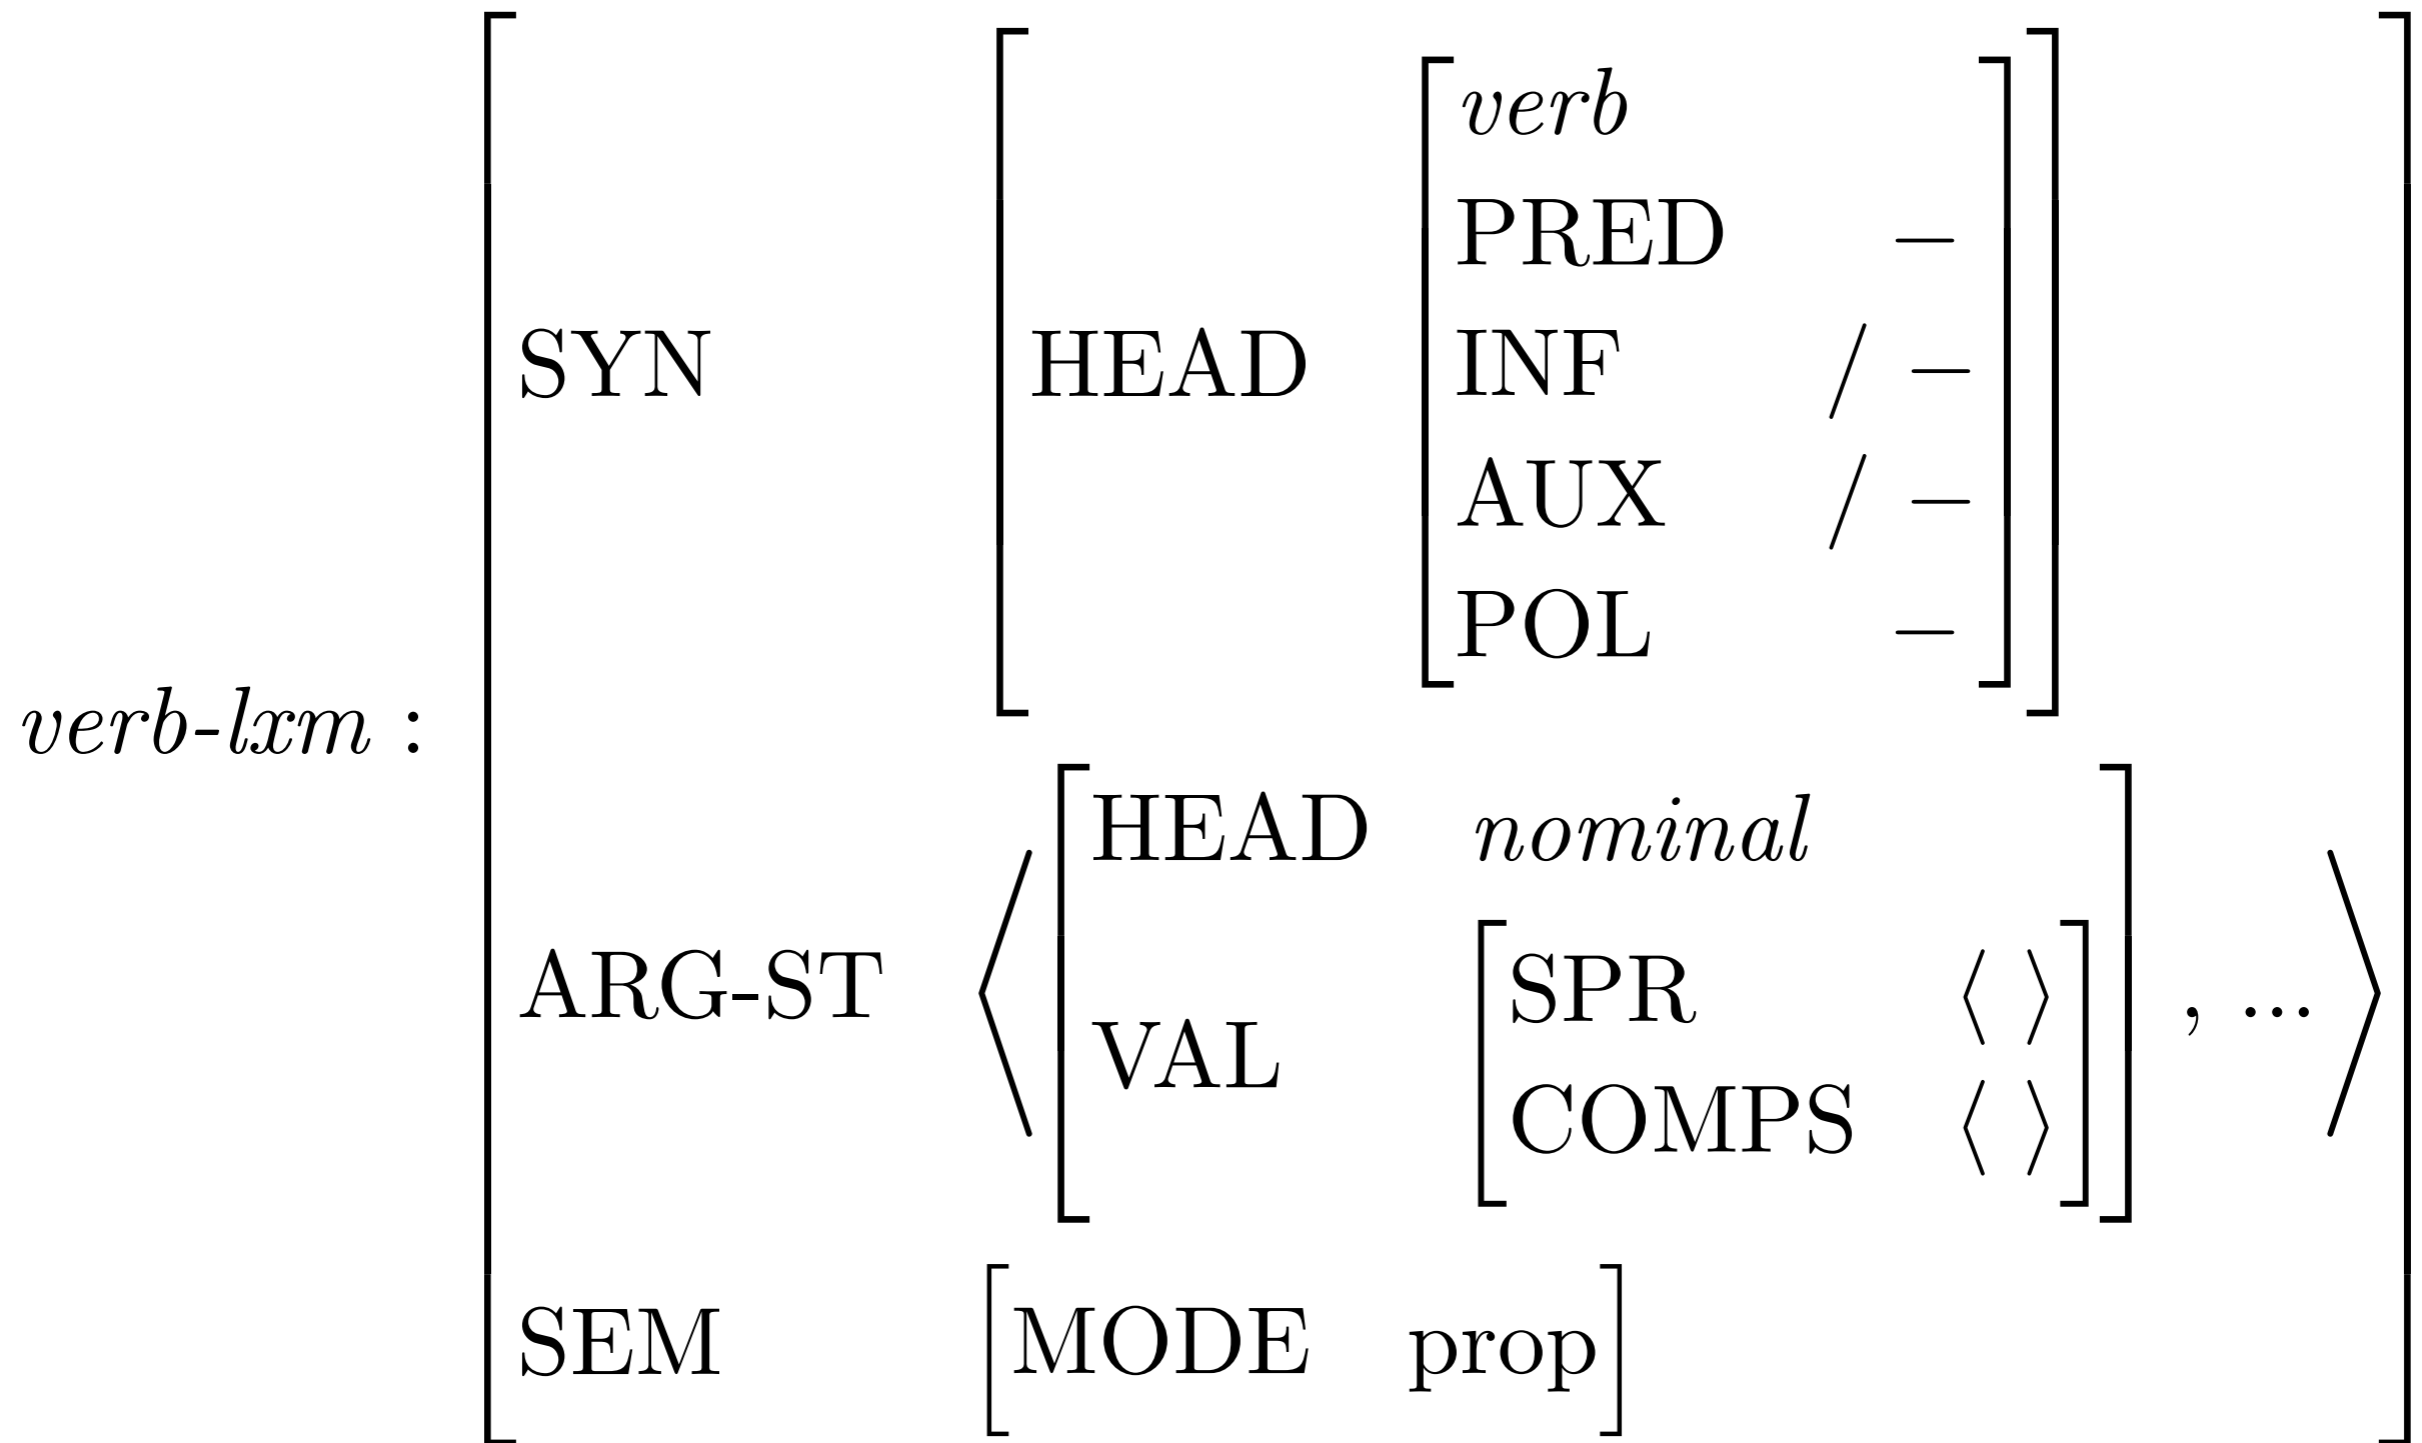 verb
PRED –
SYN HEAD INF / –
AUX / –
POL –
verb-lxm :
HEAD nominal
ARG-ST ⟨ SPR ⟨ ⟩ , ... ⟩
VAL
COMPS ⟨ ⟩
SEM [MODE prop]